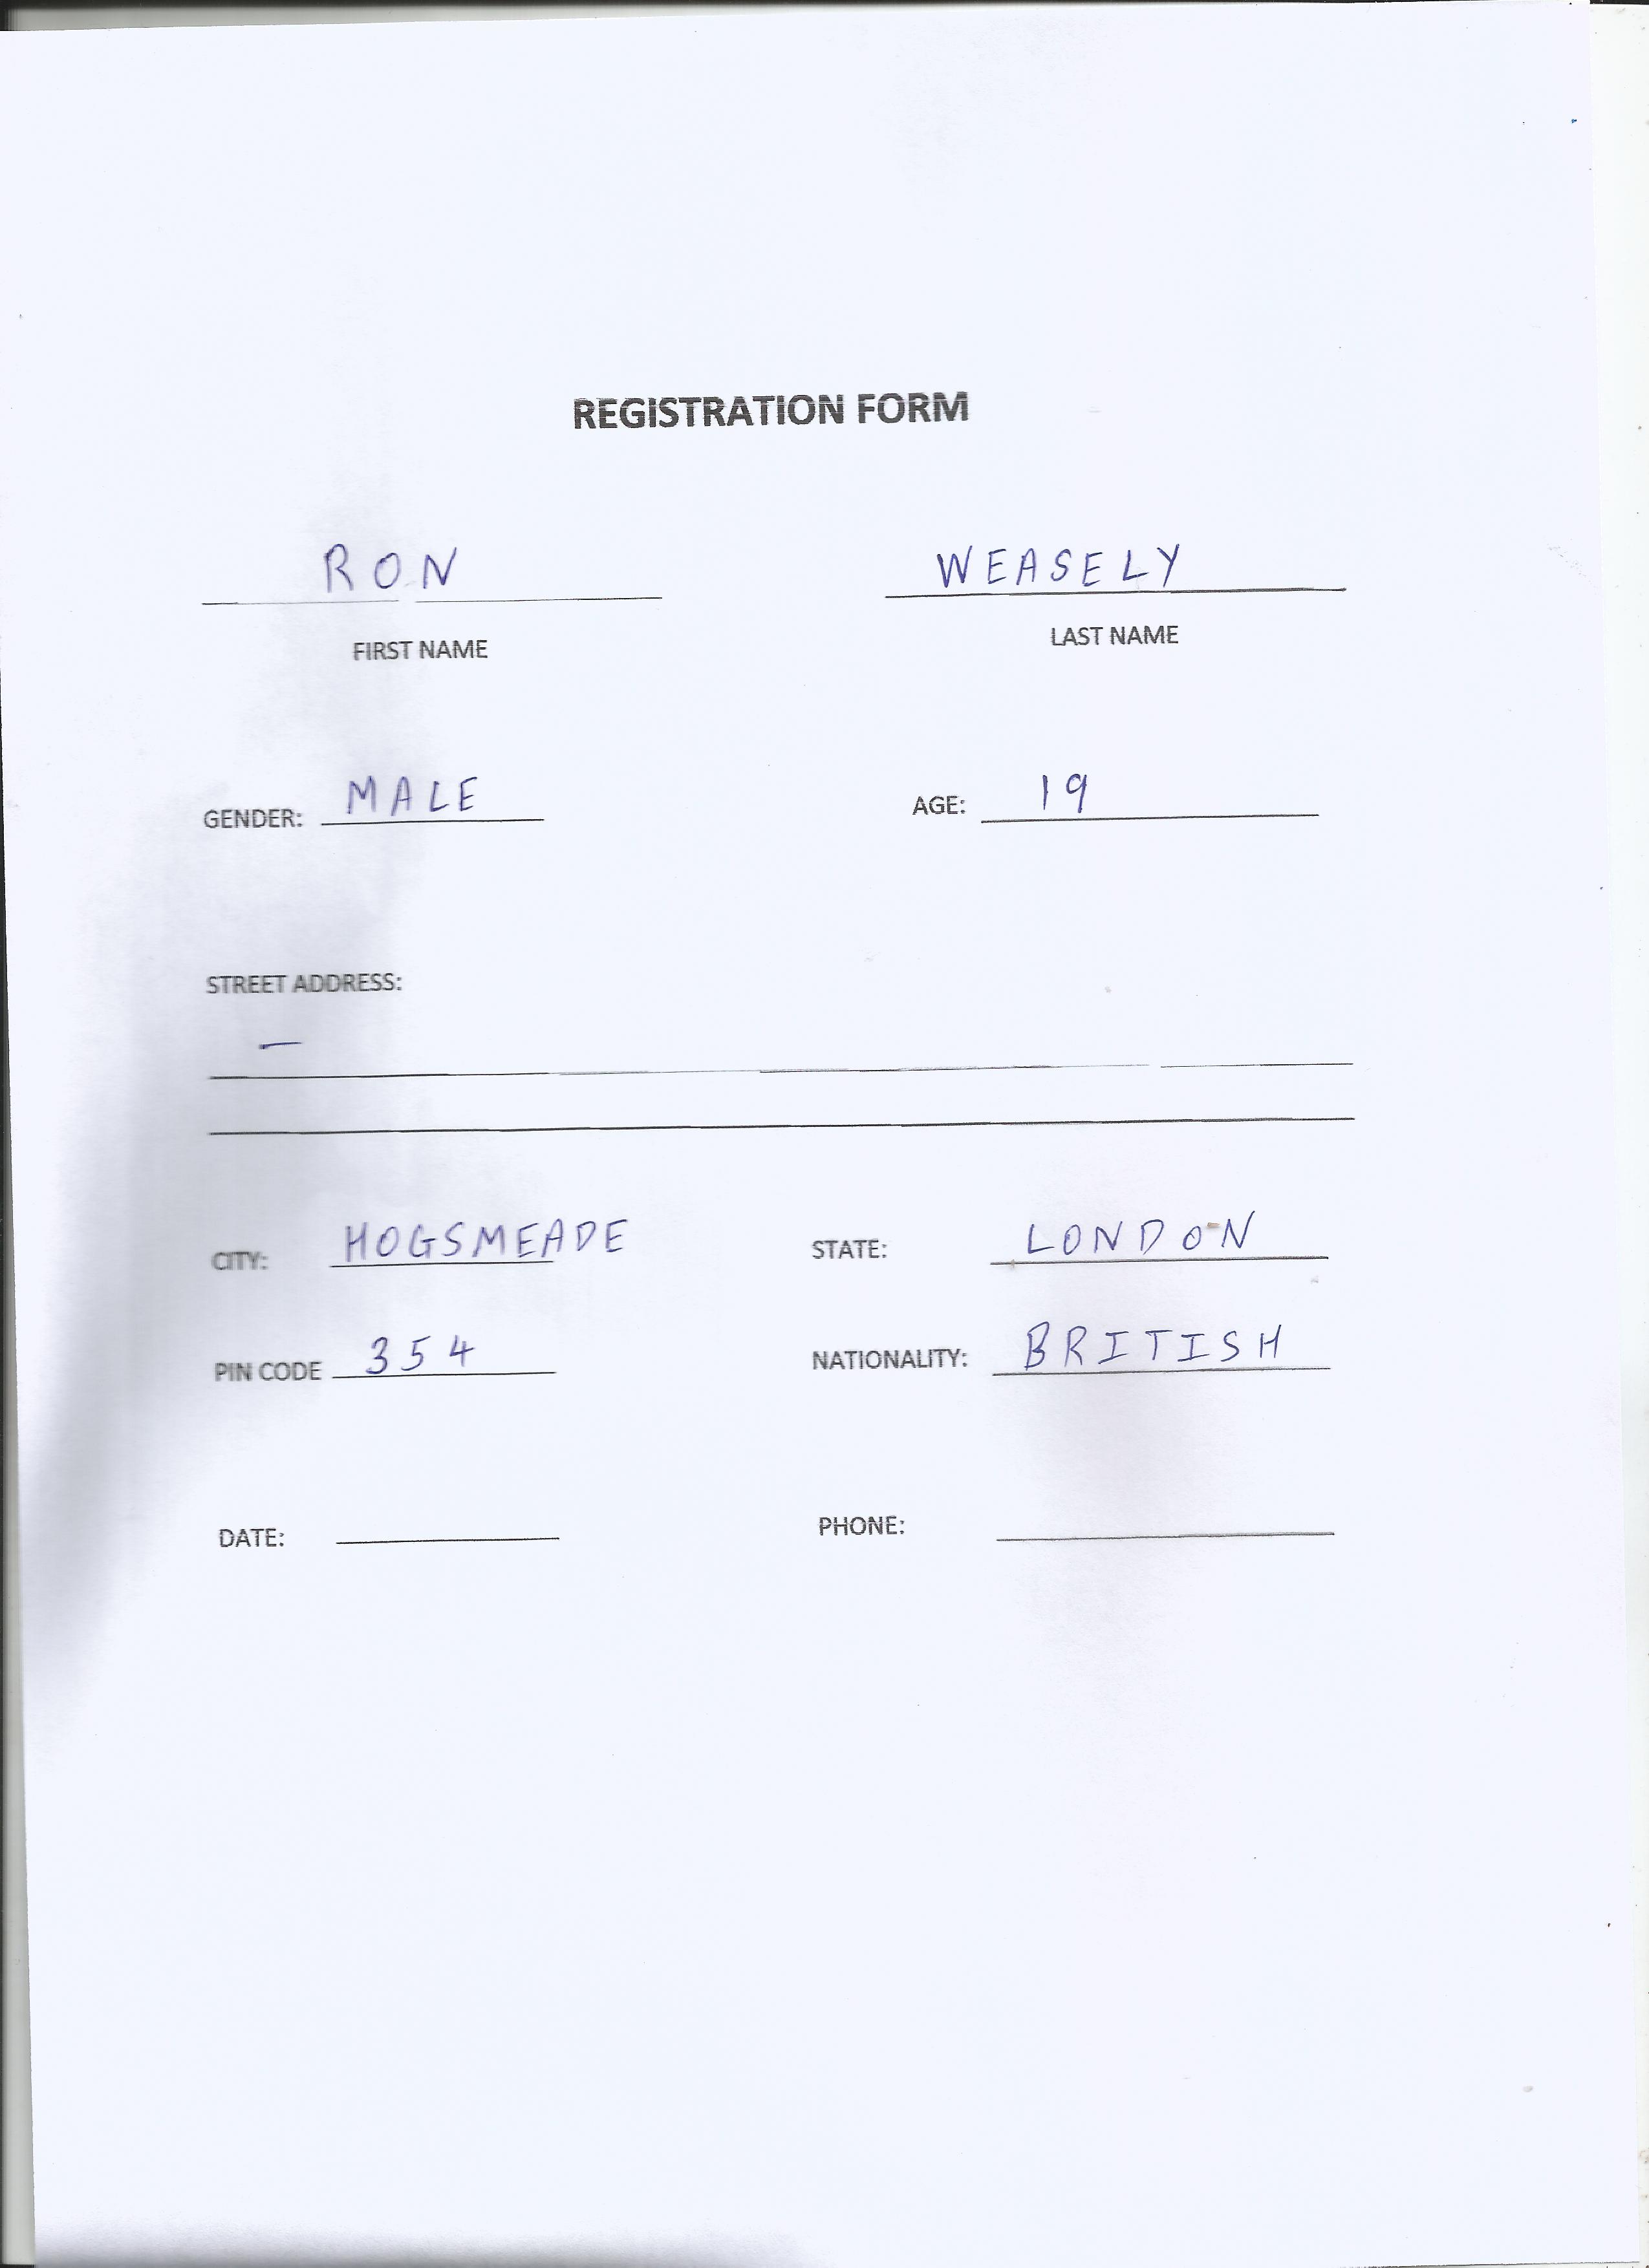 REGISTRATION FORM
RON WEASELY
FIRST NAME LAST NAME
GENDER: MALE AGE: 19
STREET ADDRESS:
—
CITY: HOGSMEADE STATE: LONDON
PIN CODE 354 NATIONALITY: BRITISH
DATE: PHONE: